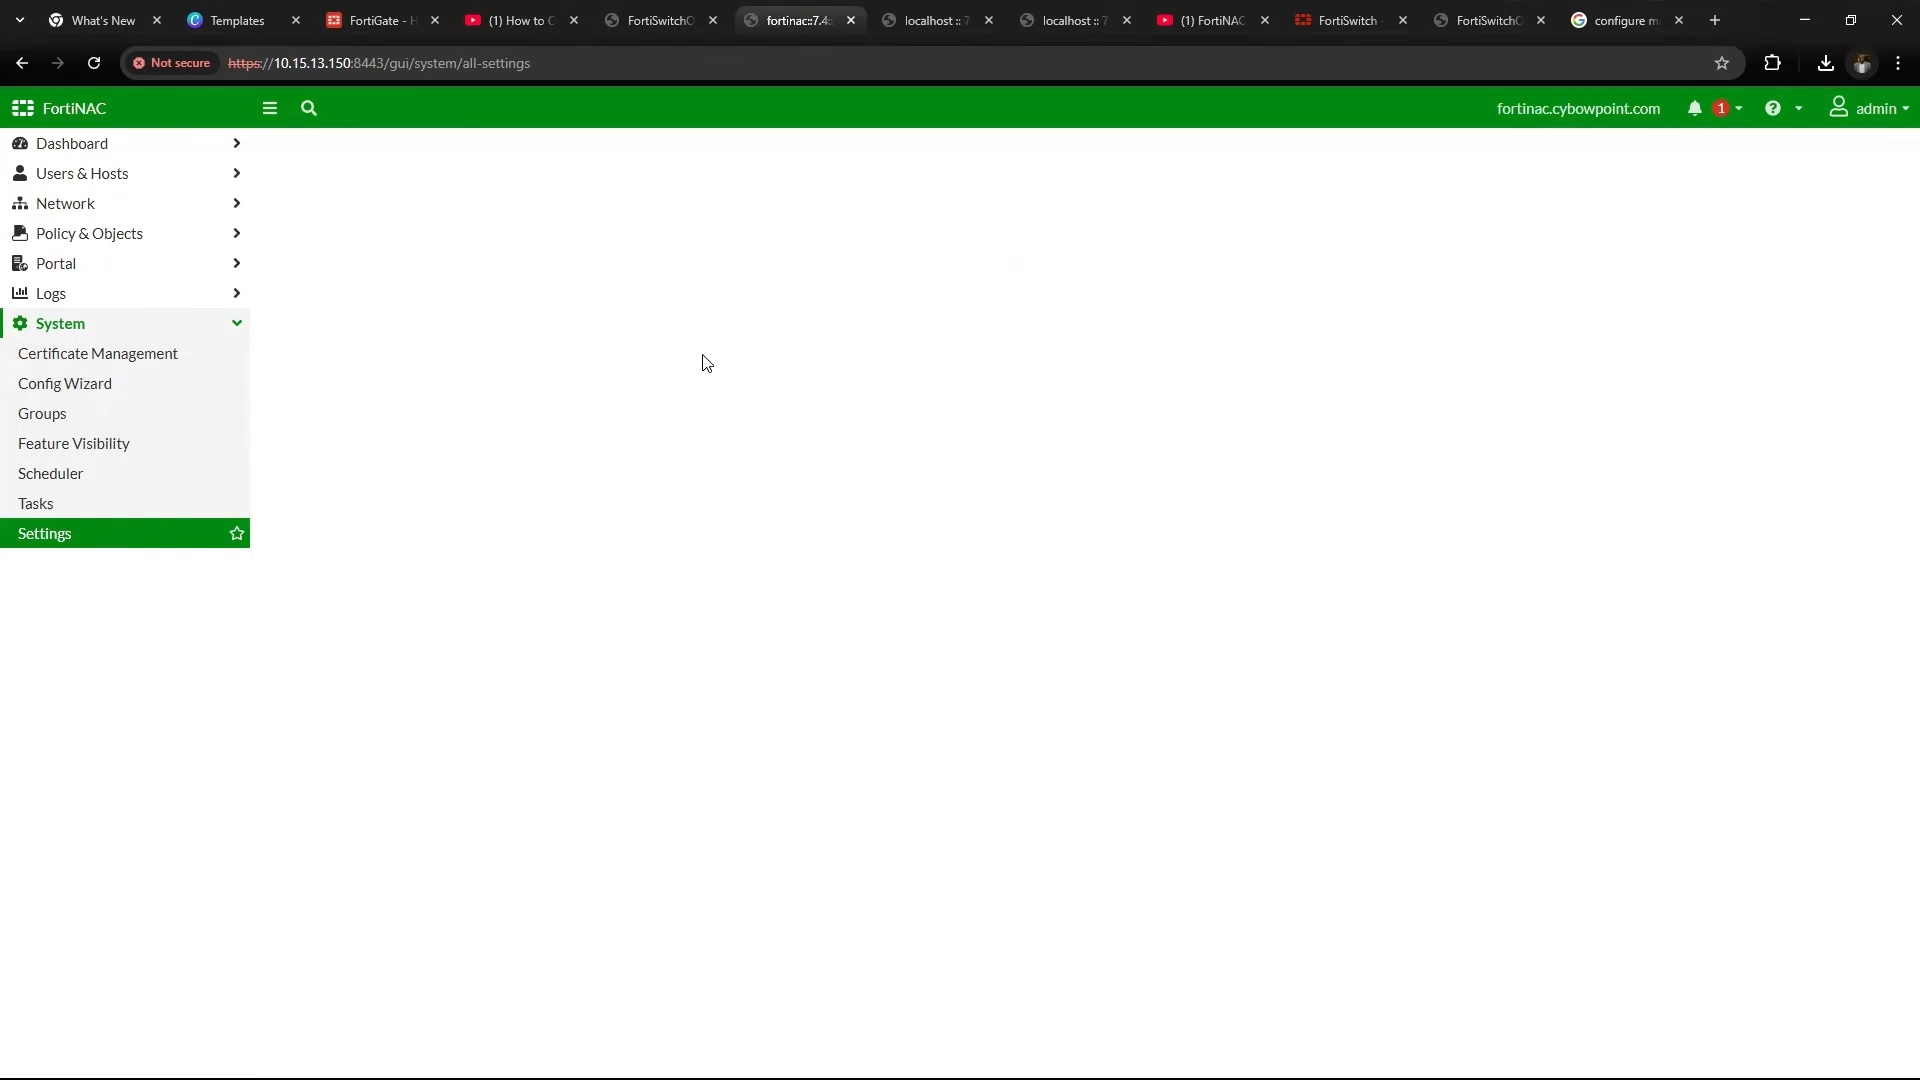 What's New
Templates
FortiGate - H
(1) How to C
FortiSwitchO
fortinac::7.4::
localhost :: 7
localhost :: 7
(1) FortiNAC
FortiSwitch -
FortiSwitchO
configure m
Not secure
https://10.15.13.150:8443/gui/system/all-settings
FortiNAC
fortinac.cybowpoint.com
1
admin
Dashboard
Users & Hosts
Network
Policy & Objects
Portal
Logs
System
Certificate Management
Config Wizard
Groups
Feature Visibility
Scheduler
Tasks
Settings